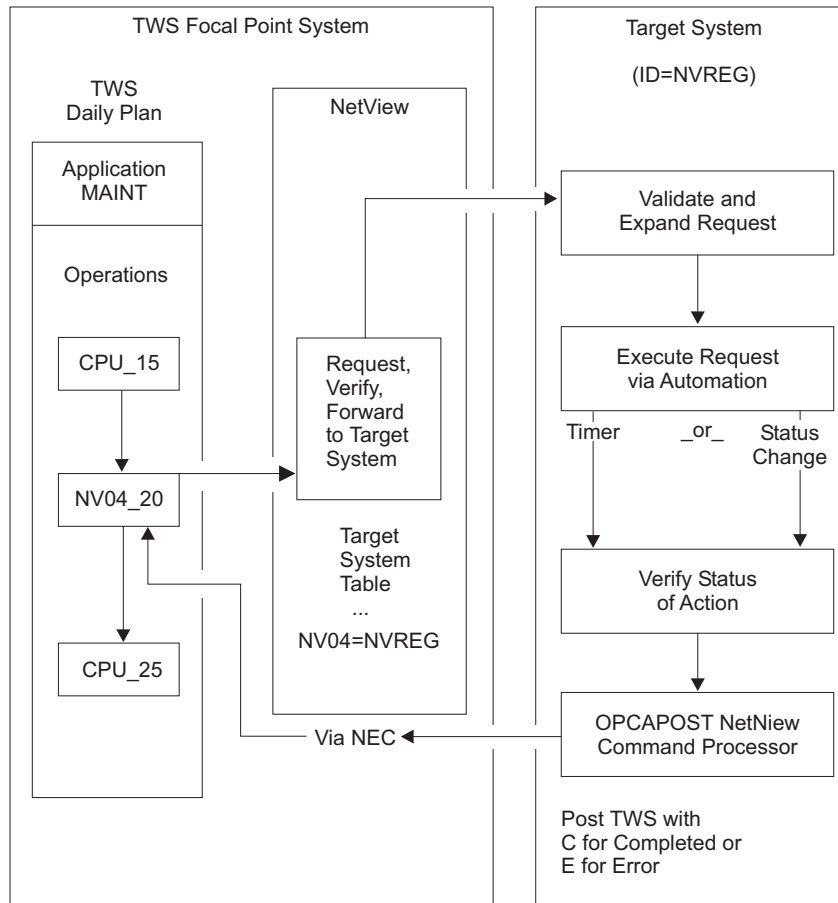 TWS Focal Point System
TWS
Daily Plan
Application
MAINT
Operations
CPU_15
NV04_20
CPU_25
NetView
Request,
Verify,
Forward
to Target
System
Target
System
Table
...
NV04=NVREG
Via NEC
Target System
(ID=NVREG)
Validate and
Expand Request
Execute Request
via Automation
Timer
_or_
Status
Change
Verify Status
of Action
OPCAPOST NetNiew
Command Processor
Post TWS with
C for Completed or
E for Error